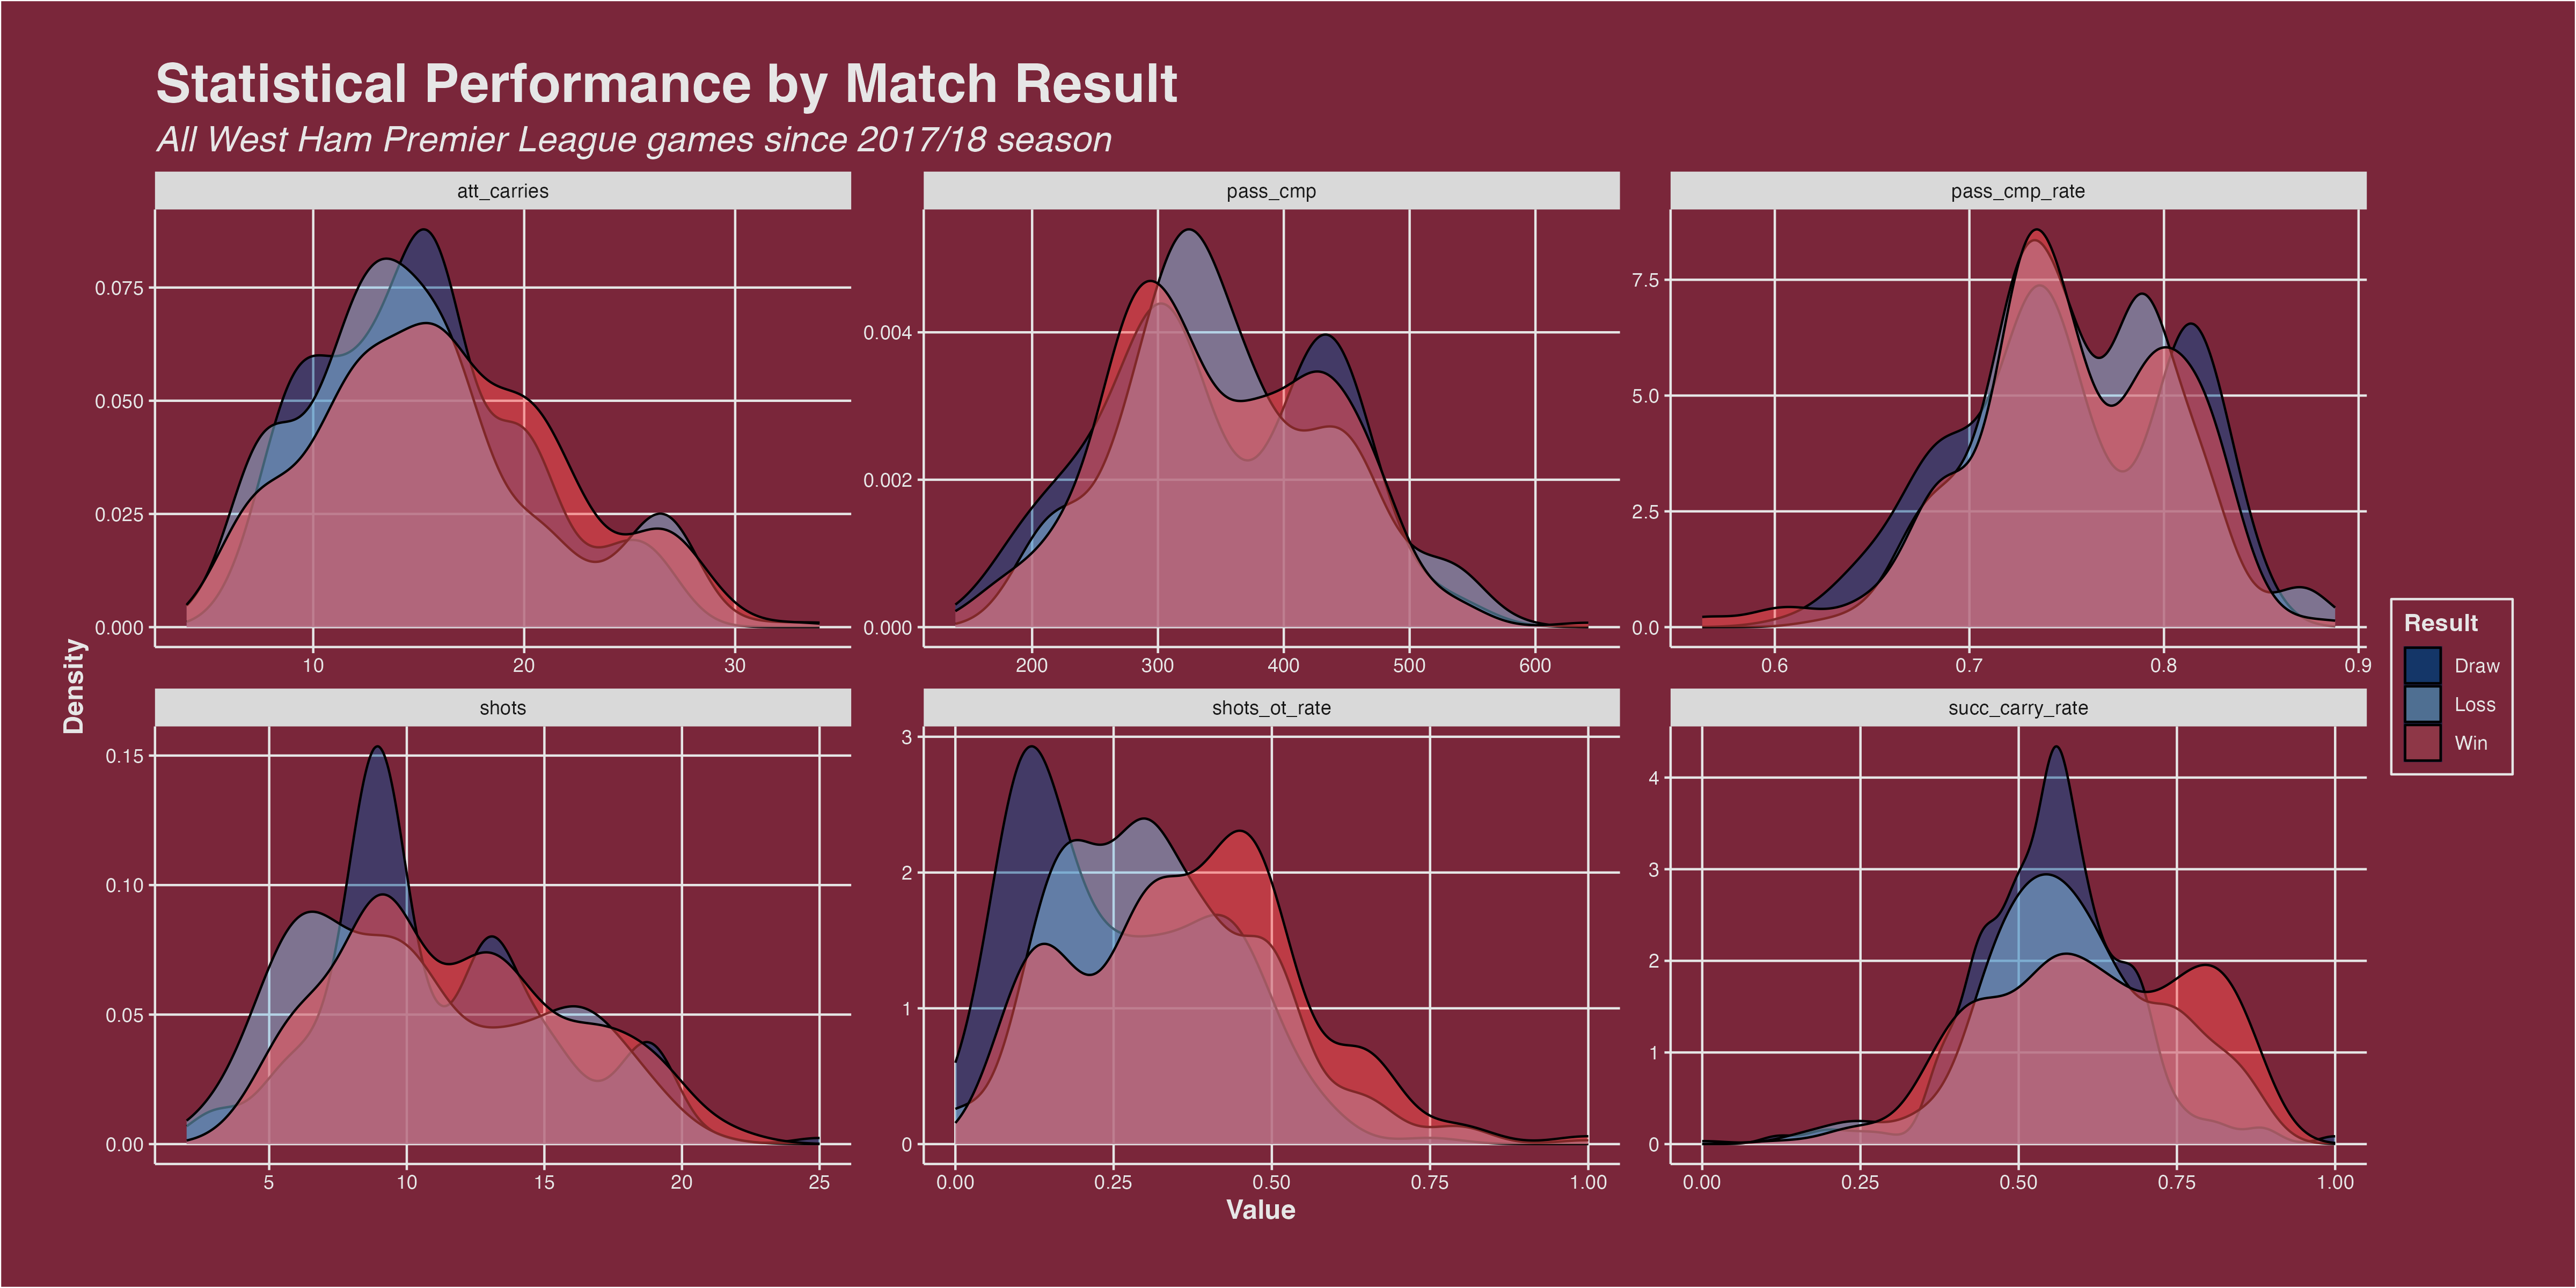 Statistical Performance by Match Result
All West Ham Premier League games since 2017/18 season
att_carries
pass_cmp
pass_cmp_rate
0.075
0.050
0.025
0.000
10 20 30
0.004
0.002
0.000
200 300 400 500 600
7.5
5.0
2.5
0.0
0.6 0.7 0.8 0.9
Density
shots
shots_ot_rate
succ_carry_rate
0.15
0.10
0.05
0.00
5 10 15 20 25
3
2
1
0
0.00 0.25 0.50 0.75 1.00
4
3
2
1
0
0.00 0.25 0.50 0.75 1.00
Value
Result
Draw
Loss
Win